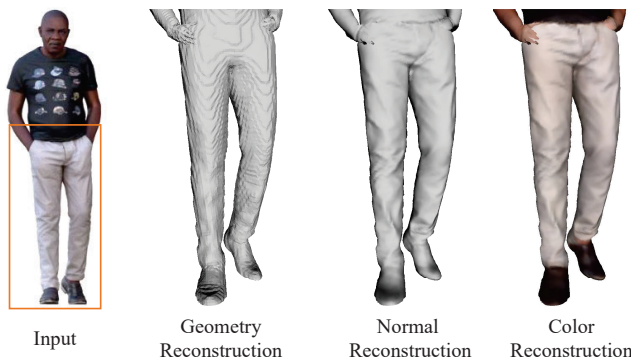 Input
Geometry
Reconstruction
Normal
Reconstruction
Color
Reconstruction